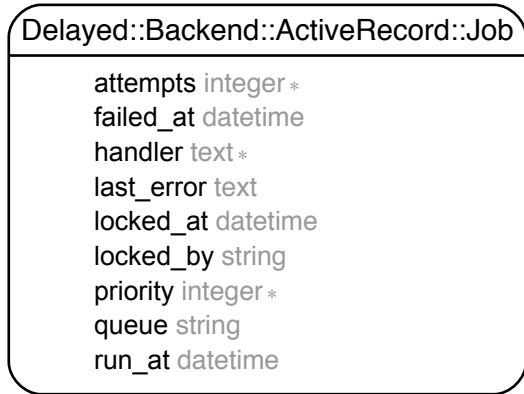 Delayed::Backend::ActiveRecord::Job
attempts integer *
failed_at datetime
handler text *
last_error text
locked_at datetime
locked_by string
priority integer *
queue string
run_at datetime